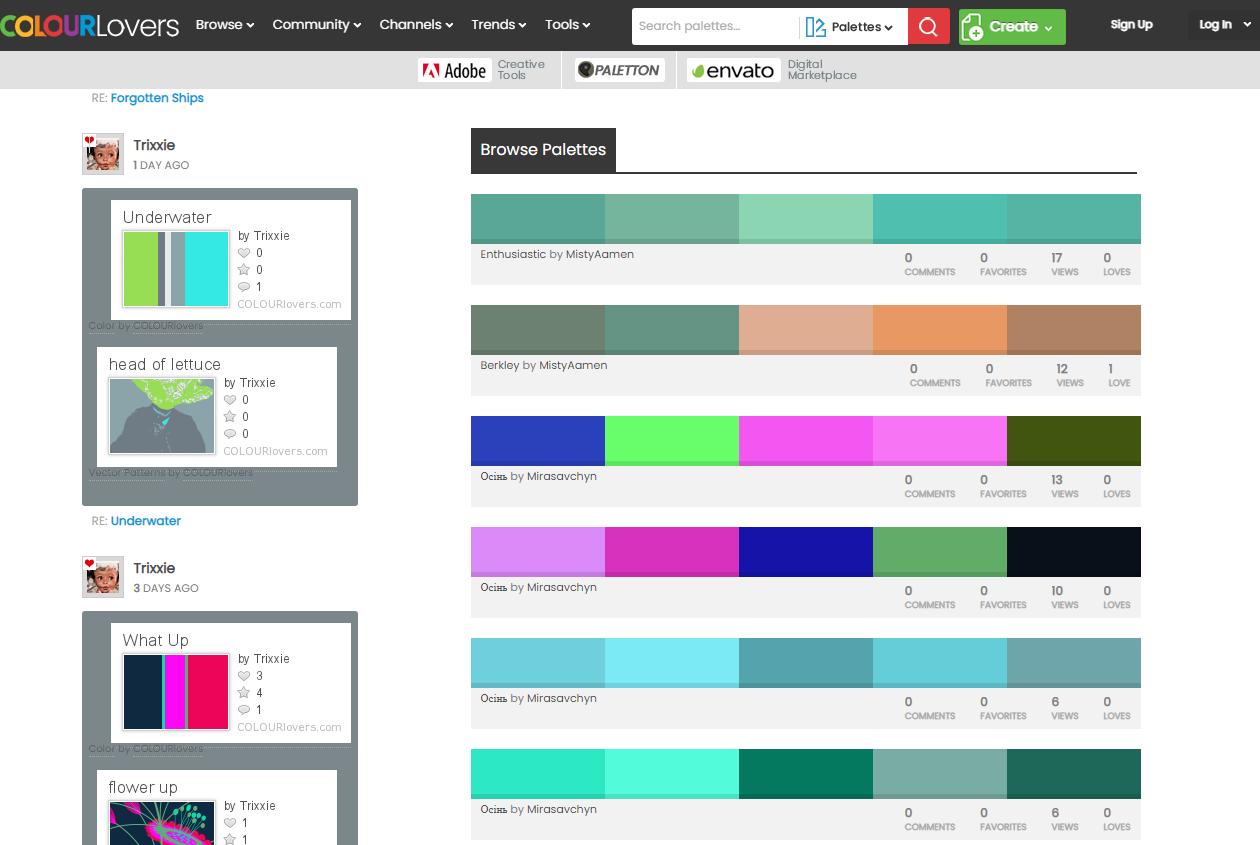 COLOURLovers
Browse
Community
Channels
Trends
Tools
Search palettes...
Palettes
Create
Sign Up
Log In
Adobe
Creative
Tools
PALETTON
envato
Digital
Marketplace
RE: Forgotten Ships
Trixxie
1 DAY AGO
Underwater
by Trixxie
0
0
1
COLOURlovers.com
Color by COLOURlovers
head of lettuce
by Trixxie
0
0
0
COLOURlovers.com
Vector Patterns by COLOURlovers
RE: Underwater
Trixxie
3 DAYS AGO
What Up
by Trixxie
3
4
1
COLOURlovers.com
Color by COLOURlovers
flower up
by Trixxie
1
1
Browse Palettes
Enthusiastic by MistyAamen
0 0 17 0
COMMENTS FAVORITES VIEWS LOVES
Berkley by MistyAamen
0 0 12 1
COMMENTS FAVORITES VIEWS LOVE
Осінь by Mirasavchyn
0 0 13 0
COMMENTS FAVORITES VIEWS LOVES
Осінь by Mirasavchyn
0 0 10 0
COMMENTS FAVORITES VIEWS LOVES
Осінь by Mirasavchyn
0 0 6 0
COMMENTS FAVORITES VIEWS LOVES
Осінь by Mirasavchyn
0 0 6 0
COMMENTS FAVORITES VIEWS LOVES